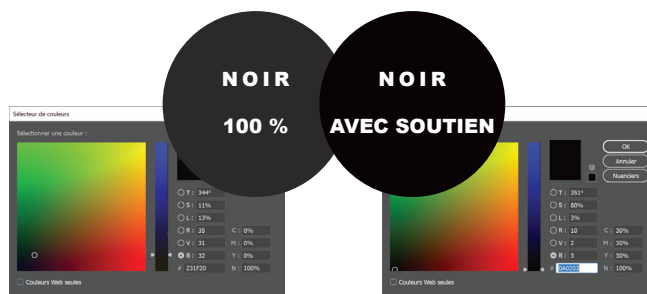 NOIR
100 %
NOIR
AVEC SOUTIEN
Sélecteur de couleurs
Sélectionner une couleur :
T : 344°
S : 11%
L : 13%
R : 35 C : 0%
V : 31 M : 0%
B : 32 Y : 0%
# 231F20 N : 100%
Couleurs Web seules
OK
Annuler
Nuanciers
T : 351°
S : 80%
L : 3%
R : 10 C : 30%
V : 2 M : 30%
B : 3 Y : 30%
# 0A0203 N : 100%
Couleurs Web seules